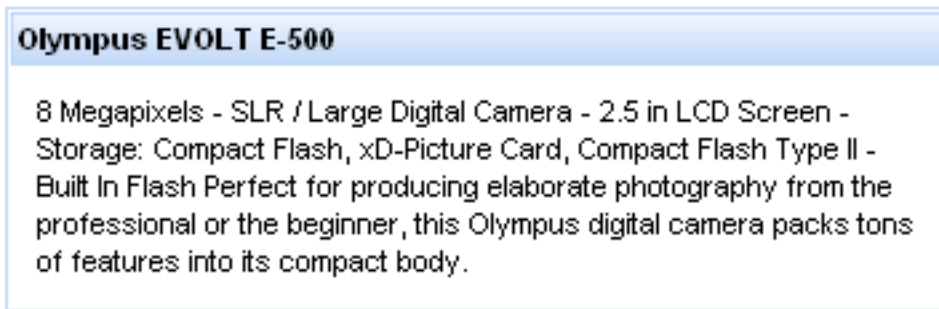 Olympus EVOLT E-500
8 Megapixels - SLR / Large Digital Camera - 2.5 in LCD Screen -
Storage: Compact Flash, xD-Picture Card, Compact Flash Type II -
Built In Flash Perfect for producing elaborate photography from the
professional or the beginner, this Olympus digital camera packs tons
of features into its compact body.